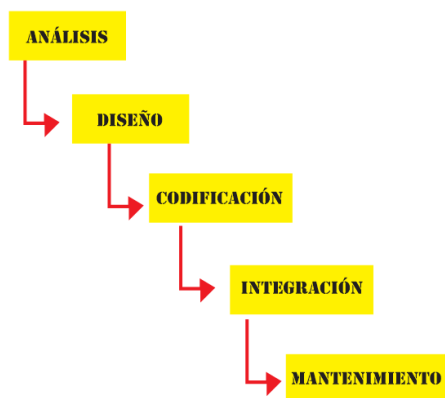 ANÁLISIS
DISEÑO
CODIFICACIÓN
INTEGRACIÓN
MANTENIMIENTO